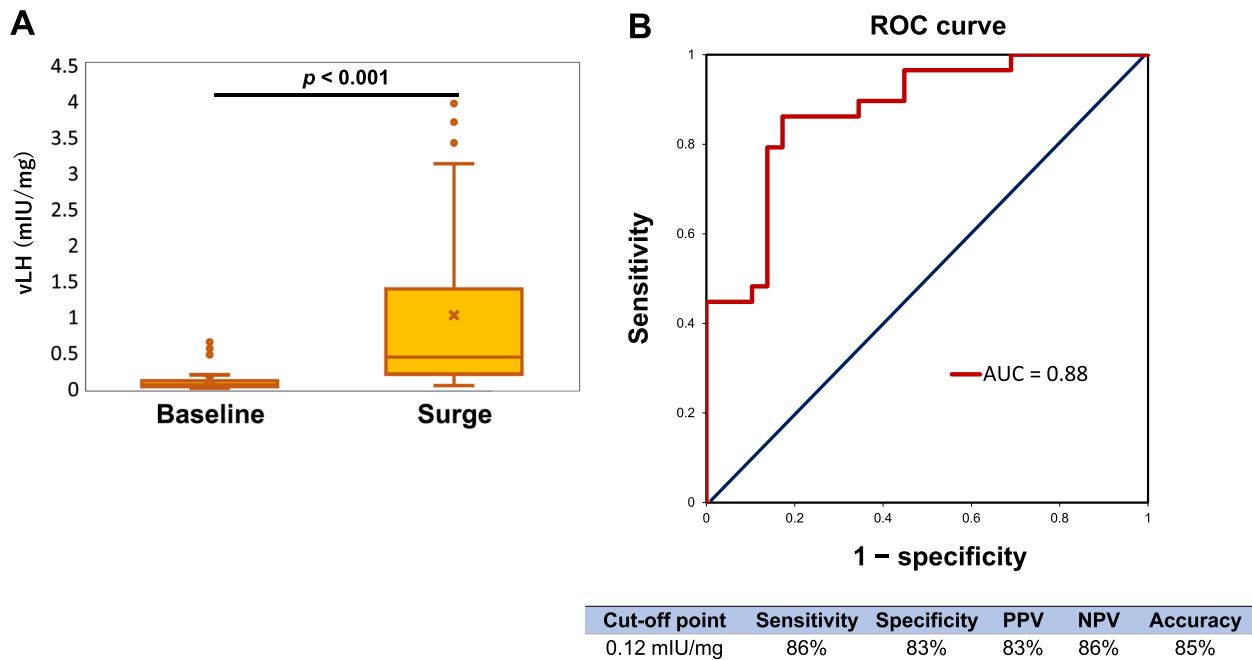 A
4.5
4
3.5
3
2.5
2
1.5
1
0.5
0
vLH (mIU/mg)
p < 0.001
Baseline Surge
B
ROC curve
1
0.8
0.6
0.4
0.2
0
Sensitivity
AUC = 0.88
0 0.2 0.4 0.6 0.8 1
1 − specificity
Cut-off point Sensitivity Specificity PPV NPV Accuracy
0.12 mIU/mg 86% 83% 83% 86% 85%